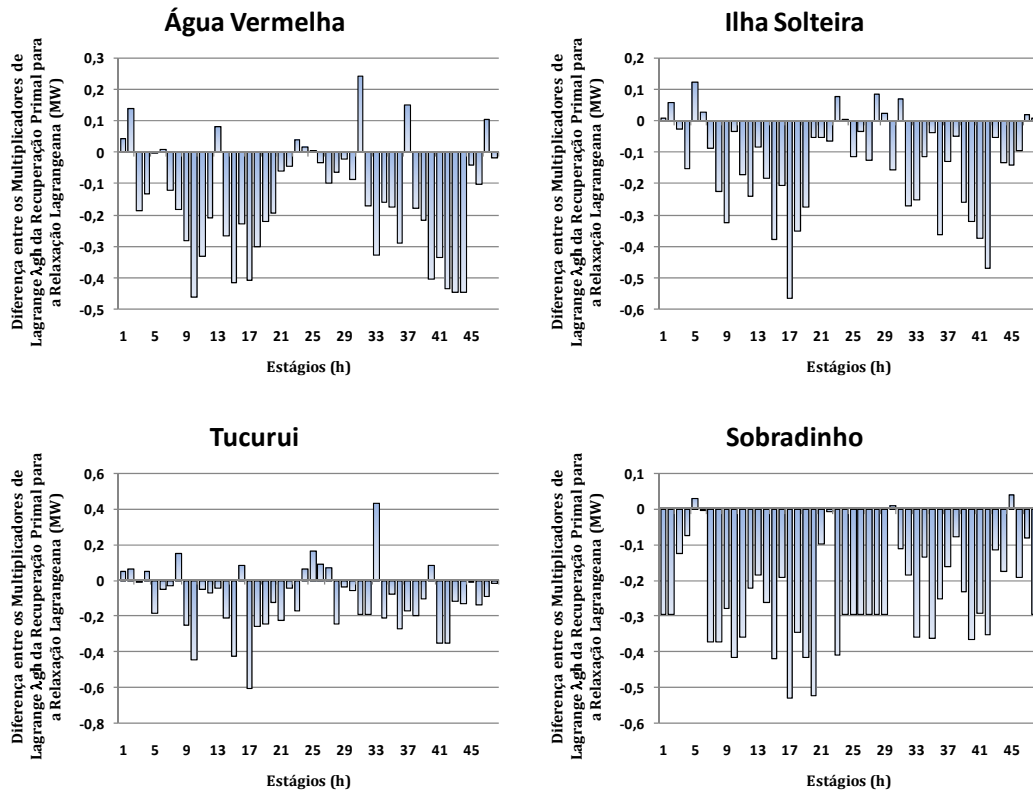 Água Vermelha
Diferença entre os Multiplicadores de
Lagrange λgh da Recuperação Primal para
a Relaxação Lagrangeana (MW)
0,3
0,2
0,1
0
-0,1
-0,2
-0,3
-0,4
-0,5
1 5 9 13 17 21 25 29 33 37 41 45
Estágios (h)
Ilha Solteira
Diferença entre os Multiplicadores de
Lagrange λgh da Recuperação Primal para
a Relaxação Lagrangeana (MW)
0,2
0,1
0
-0,1
-0,2
-0,3
-0,4
-0,5
-0,6
1 5 9 13 17 21 25 29 33 37 41 45
Estágios (h)
Tucurui
Diferença entre os Multiplicadores de
Lagrange λgh da Recuperação Primal para
a Relaxação Lagrangeana (MW)
0,6
0,4
0,2
0
-0,2
-0,4
-0,6
-0,8
1 5 9 13 17 21 25 29 33 37 41 45
Estágios (h)
Sobradinho
Diferença entre os Multiplicadores de
Lagrange λgh da Recuperação Primal para
a Relaxação Lagrangeana (MW)
0,1
0
-0,1
-0,2
-0,3
-0,4
-0,5
-0,6
1 5 9 13 17 21 25 29 33 37 41 45
Estágios (h)